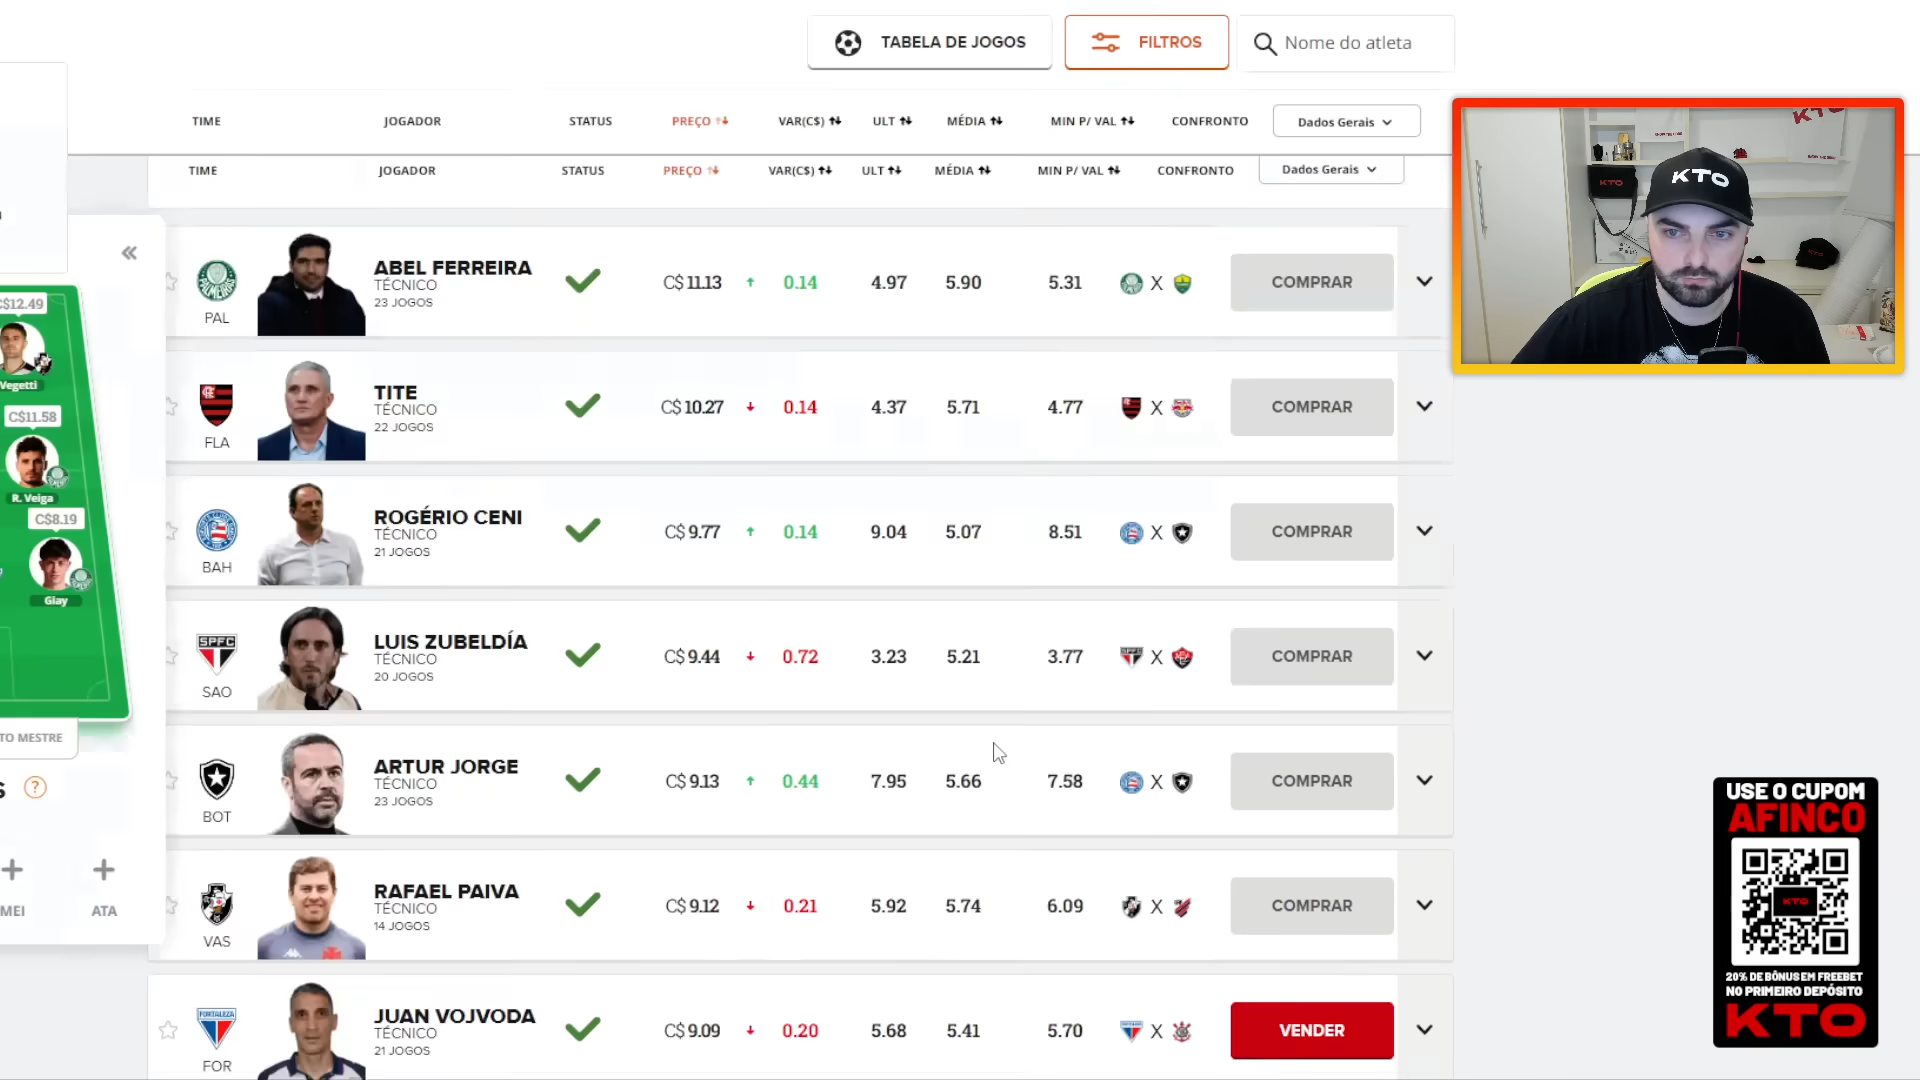 TABELA DE JOGOS
FILTROS
Nome do atleta
TIME JOGADOR STATUS PREÇO VAR(C$) ULT MÉDIA MIN P/ VAL CONFRONTO Dados Gerais
TIME JOGADOR STATUS PREÇO VAR(C$) ULT MÉDIA MIN P/ VAL CONFRONTO Dados Gerais
PAL
ABEL FERREIRA
TÉCNICO
23 JOGOS
C$ 11.13 0.14 4.97 5.90 5.31 X COMPRAR
FLA
TITE
TÉCNICO
22 JOGOS
C$ 10.27 0.14 4.37 5.71 4.77 X COMPRAR
BAH
ROGÉRIO CENI
TÉCNICO
21 JOGOS
C$ 9.77 0.14 9.04 5.07 8.51 X COMPRAR
SPFC
SAO
LUIS ZUBELDÍA
TÉCNICO
20 JOGOS
C$ 9.44 0.72 3.23 5.21 3.77 X COMPRAR
BOT
ARTUR JORGE
TÉCNICO
23 JOGOS
C$ 9.13 0.44 7.95 5.66 7.58 X COMPRAR
VAS
RAFAEL PAIVA
TÉCNICO
14 JOGOS
C$ 9.12 0.21 5.92 5.74 6.09 X COMPRAR
FORTALEZA
FOR
JUAN VOJVODA
TÉCNICO
21 JOGOS
C$ 9.09 0.20 5.68 5.41 5.70 X VENDER
C$12.49
Vegetti
C$11.58
R. Veiga
C$8.19
Giay
TO MESTRE
S ?
+ +
MEI ATA
KTO
KTO
KTO
USE O CUPOM
AFINCO
KTO
20% DE BÔNUS EM FREEBET
NO PRIMEIRO DEPÓSITO
KTO